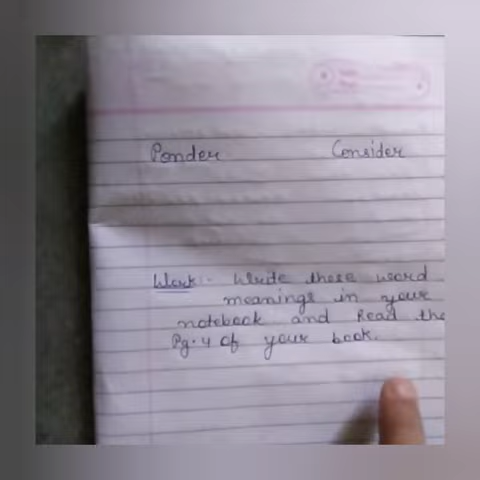 Ponder Consider
Work :- Write these word
meanings in your
notebook and Read the
Pg. 4 of your book.